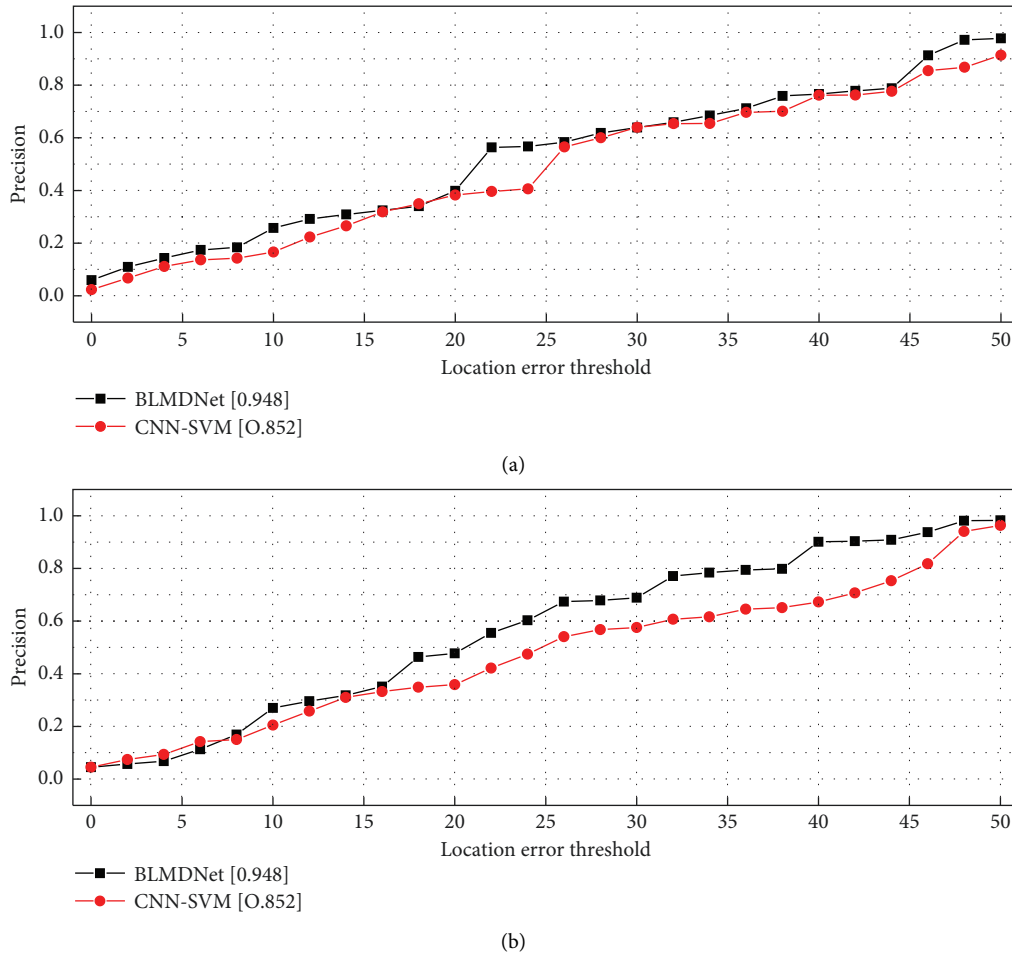 1.0
0.8
0.6
0.4
0.2
0.0
Precision
0 5 10 15 20 25 30 35 40 45 50
Location error threshold
BLMDNet [0.948]
CNN-SVM [O.852]
(a)
1.0
0.8
0.6
0.4
0.2
0.0
Precision
0 5 10 15 20 25 30 35 40 45 50
Location error threshold
BLMDNet [0.948]
CNN-SVM [O.852]
(b)